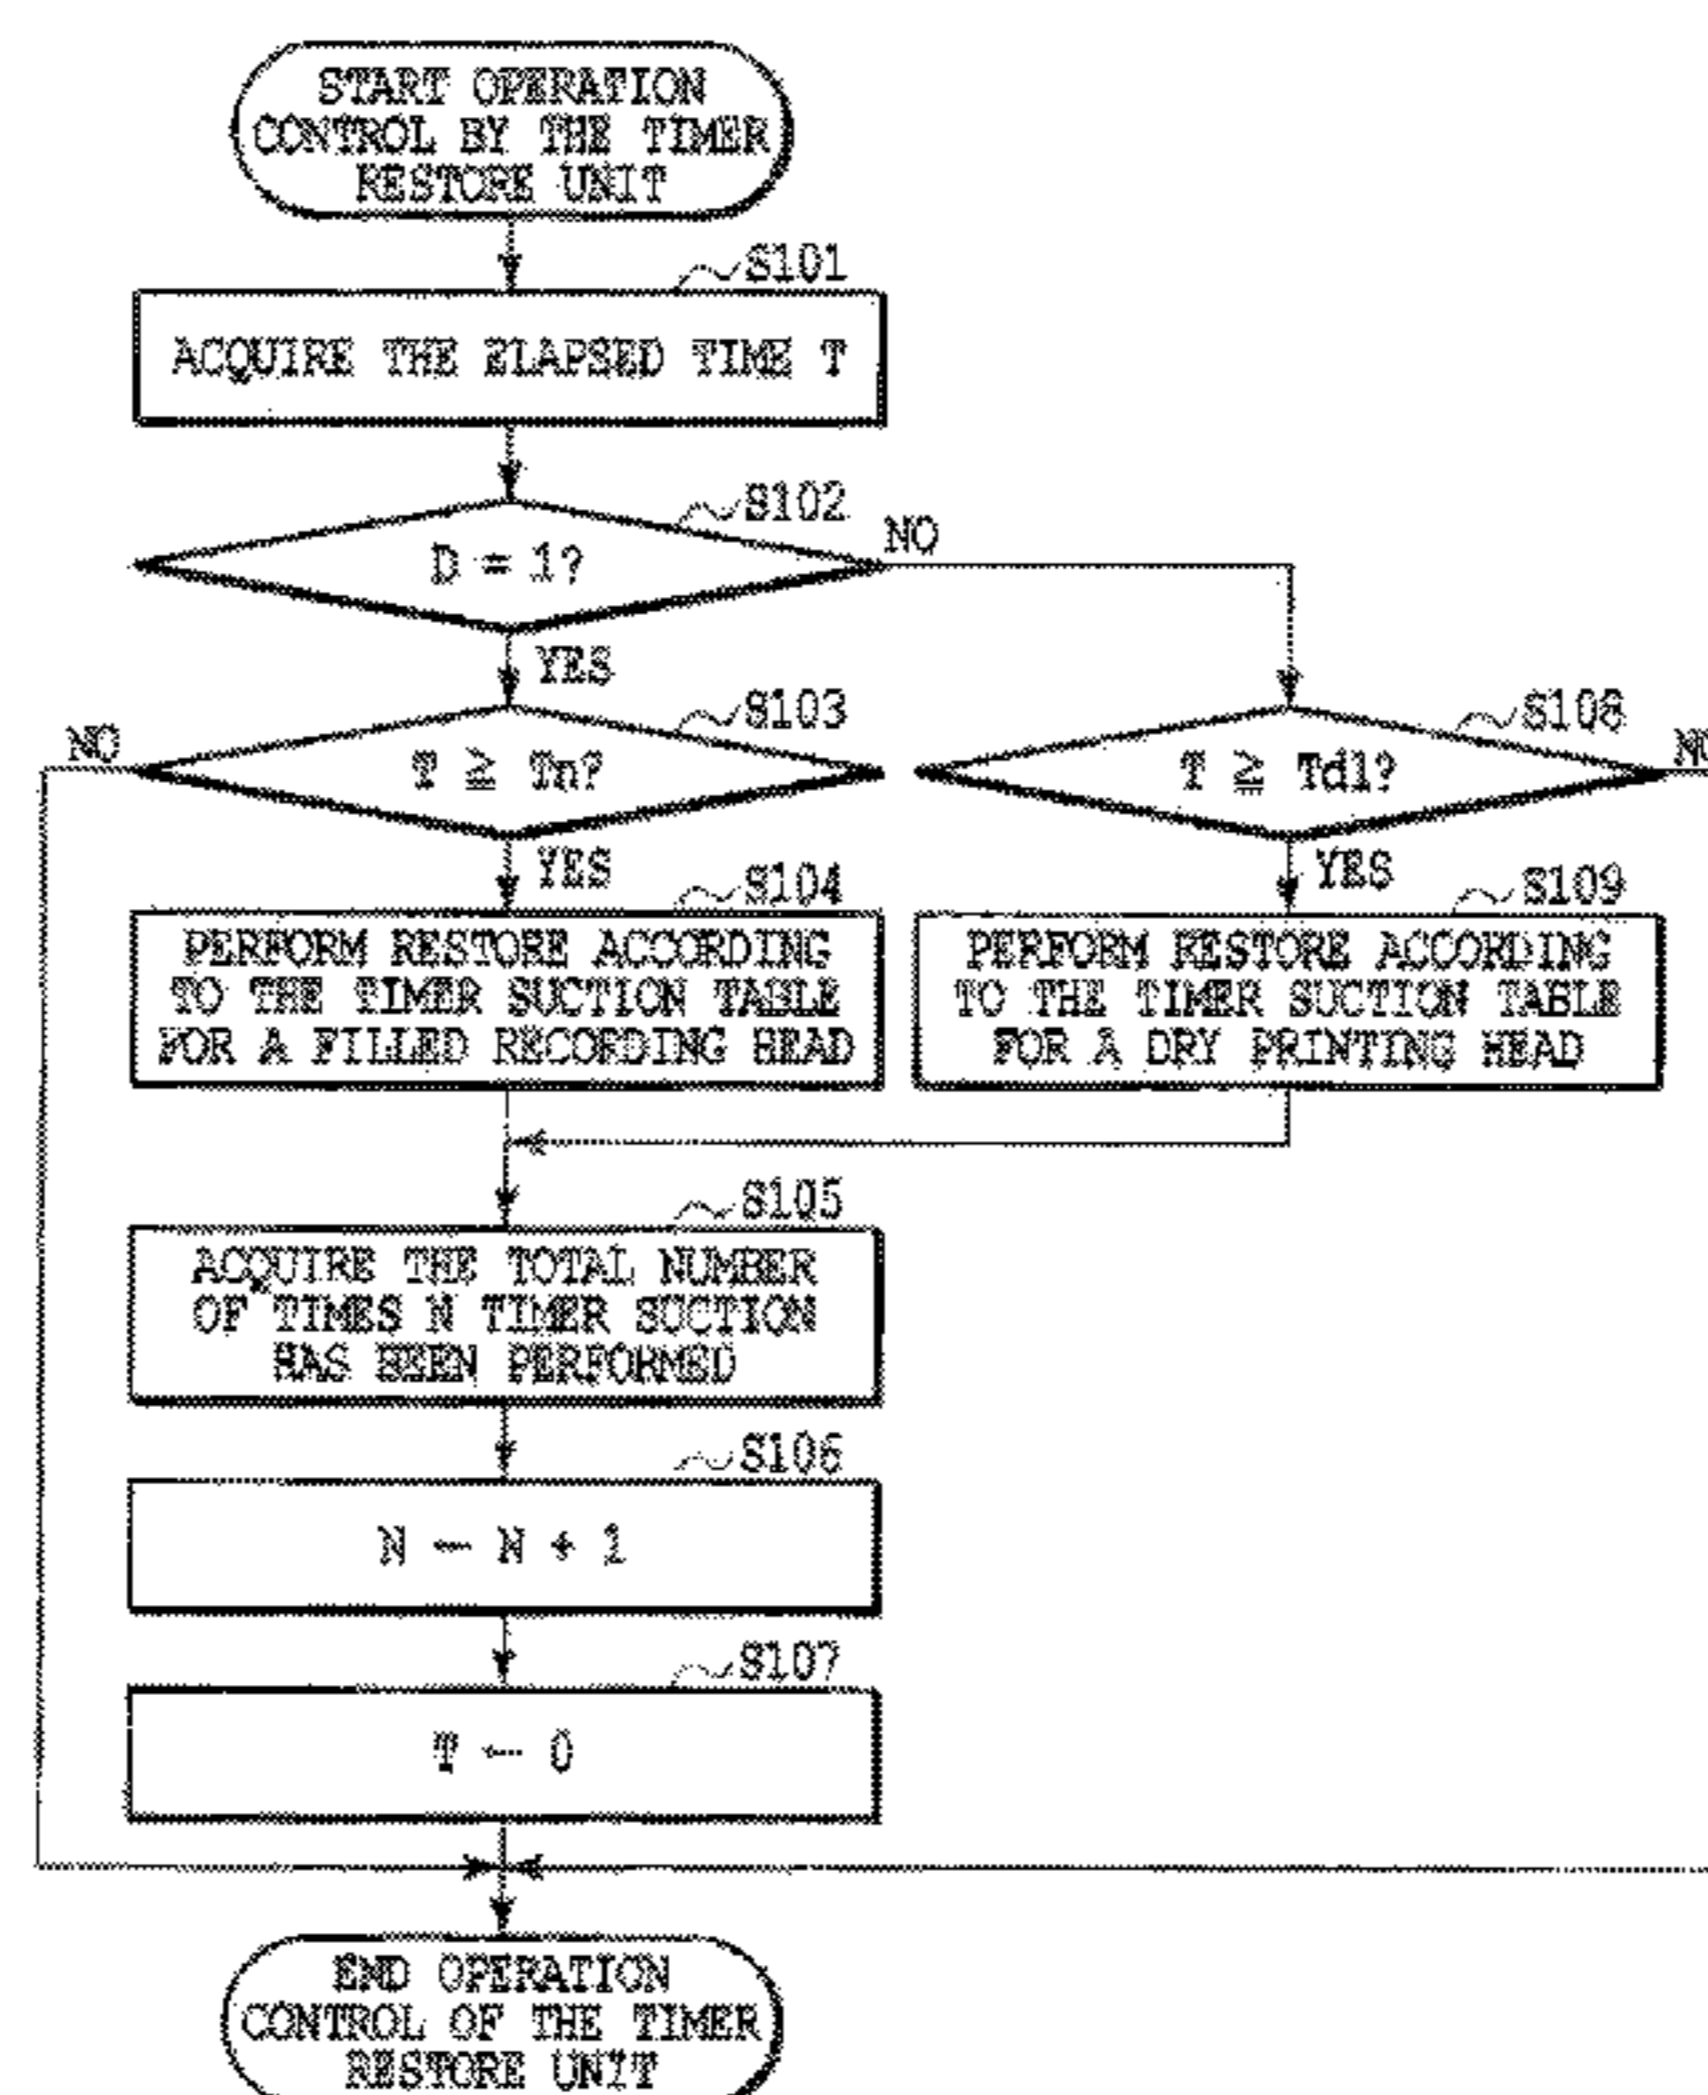 START OPERATION
CONTROL BY THE TIMER
RESTORE UNIT
S101
ACQUIRE THE ELAPSED TIME T
S102
D = 1?
NO
YES
S103
NO
T ≧ Tn?
YES
S108
T ≧ Td1?
NO
YES
S104
PERFORM RESTORE ACCORDING
TO THE TIMER SUCTION TABLE
FOR A FILLED RECORDING HEAD
S109
PERFORM RESTORE ACCORDING
TO THE TIMER SUCTION TABLE
FOR A DRY PRINTING HEAD
S105
ACQUIRE THE TOTAL NUMBER
OF TIMES N TIMER SUCTION
HAS BEEN PERFORMED
S106
N ← N + 1
S107
T ← 0
END OPERATION
CONTROL OF THE TIMER
RESTORE UNIT